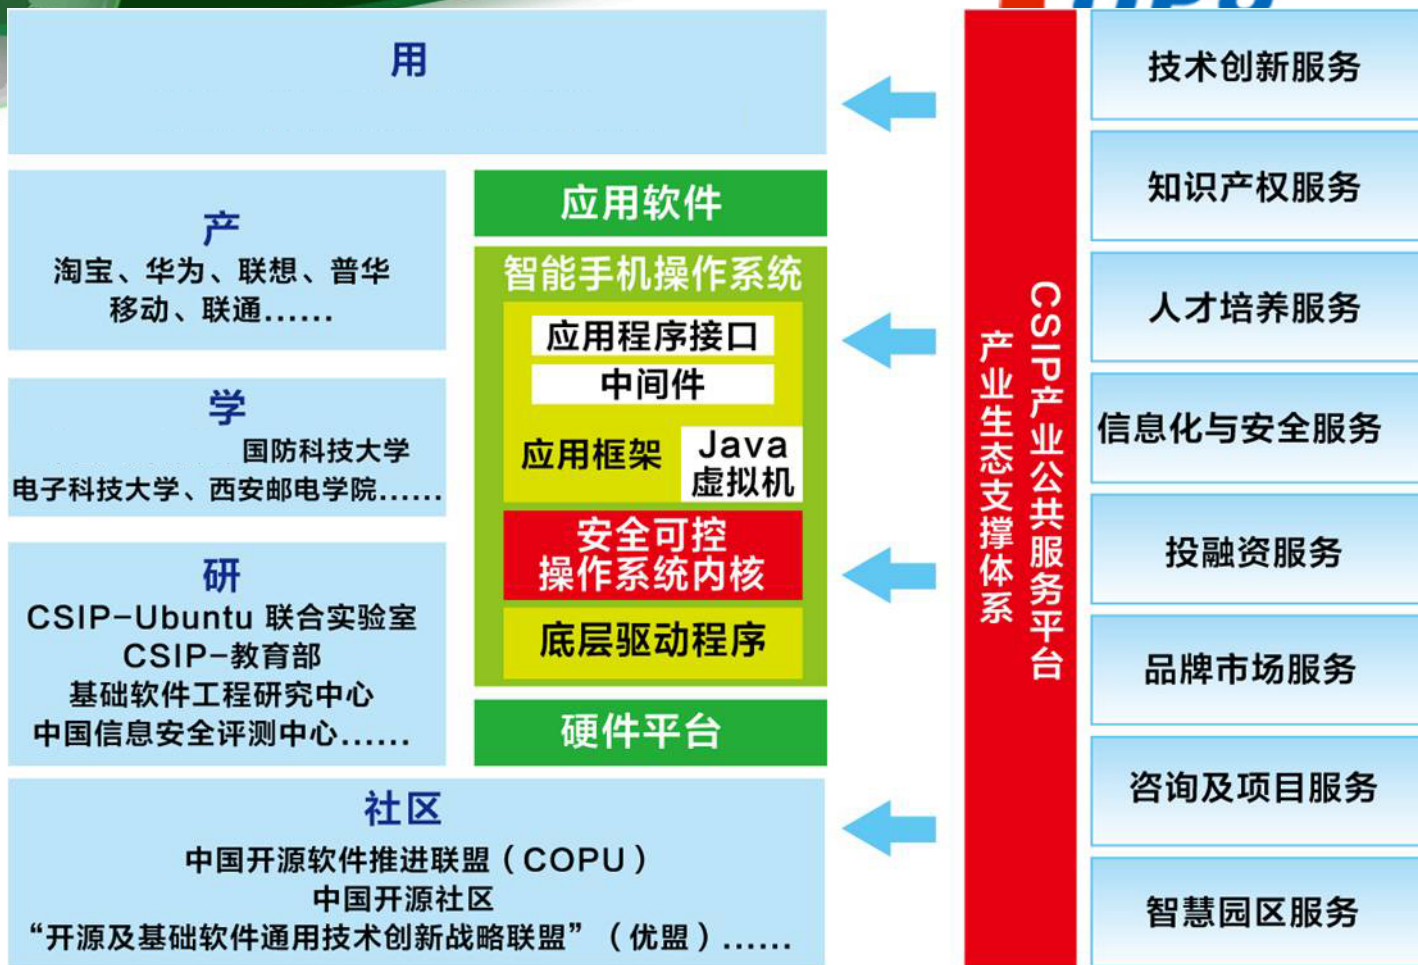 用
产
淘宝、华为、联想、普华
移动、联通……
学
国防科技大学
电子科技大学、西安邮电学院……
研
CSIP-Ubuntu 联合实验室
CSIP-教育部
基础软件工程研究中心
中国信息安全评测中心……
应用软件
智能手机操作系统
应用程序接口
中间件
应用框架
Java
虚拟机
安全可控
操作系统内核
底层驱动程序
硬件平台
社区
中国开源软件推进联盟（COPU）
中国开源社区
“开源及基础软件通用技术创新战略联盟”（优盟）……
CSIP产业公共服务平台
产业生态支撑体系
技术创新服务
知识产权服务
人才培养服务
信息化与安全服务
投融资服务
品牌市场服务
咨询及项目服务
智慧园区服务